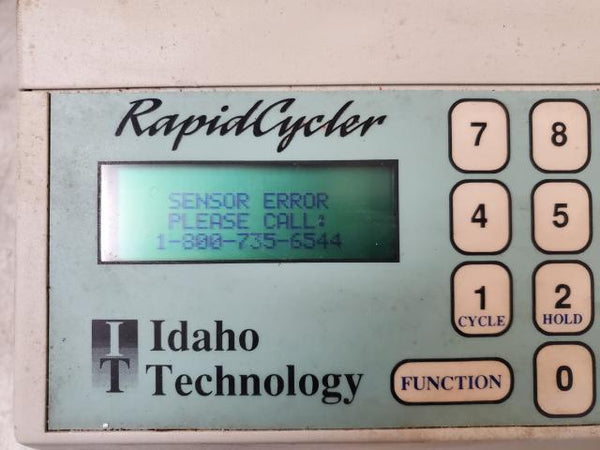 RapidCycler
SENSOR ERROR
PLEASE CALL:
1-800-735-6544
7
8
4
5
1
CYCLE
2
HOLD
FUNCTION
0
IT
Idaho
Technology